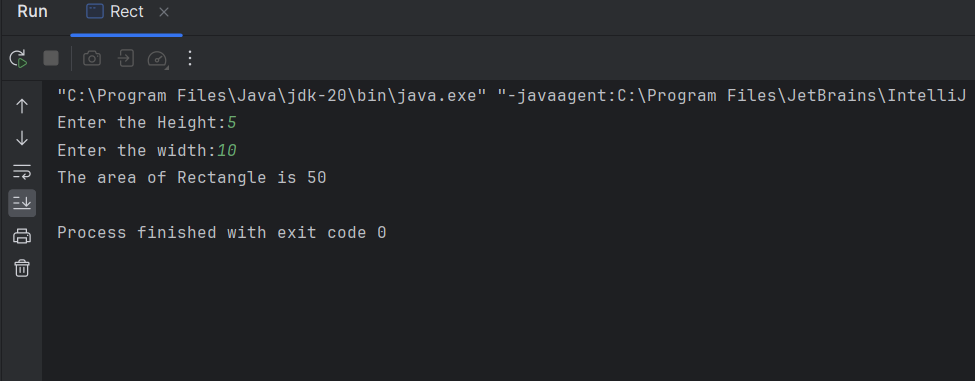 Run Rect
"C:\Program Files\Java\jdk-20\bin\java.exe" "-javaagent:C:\Program Files\JetBrains\IntelliJ
Enter the Height:5
Enter the width:10
The area of Rectangle is 50
Process finished with exit code 0